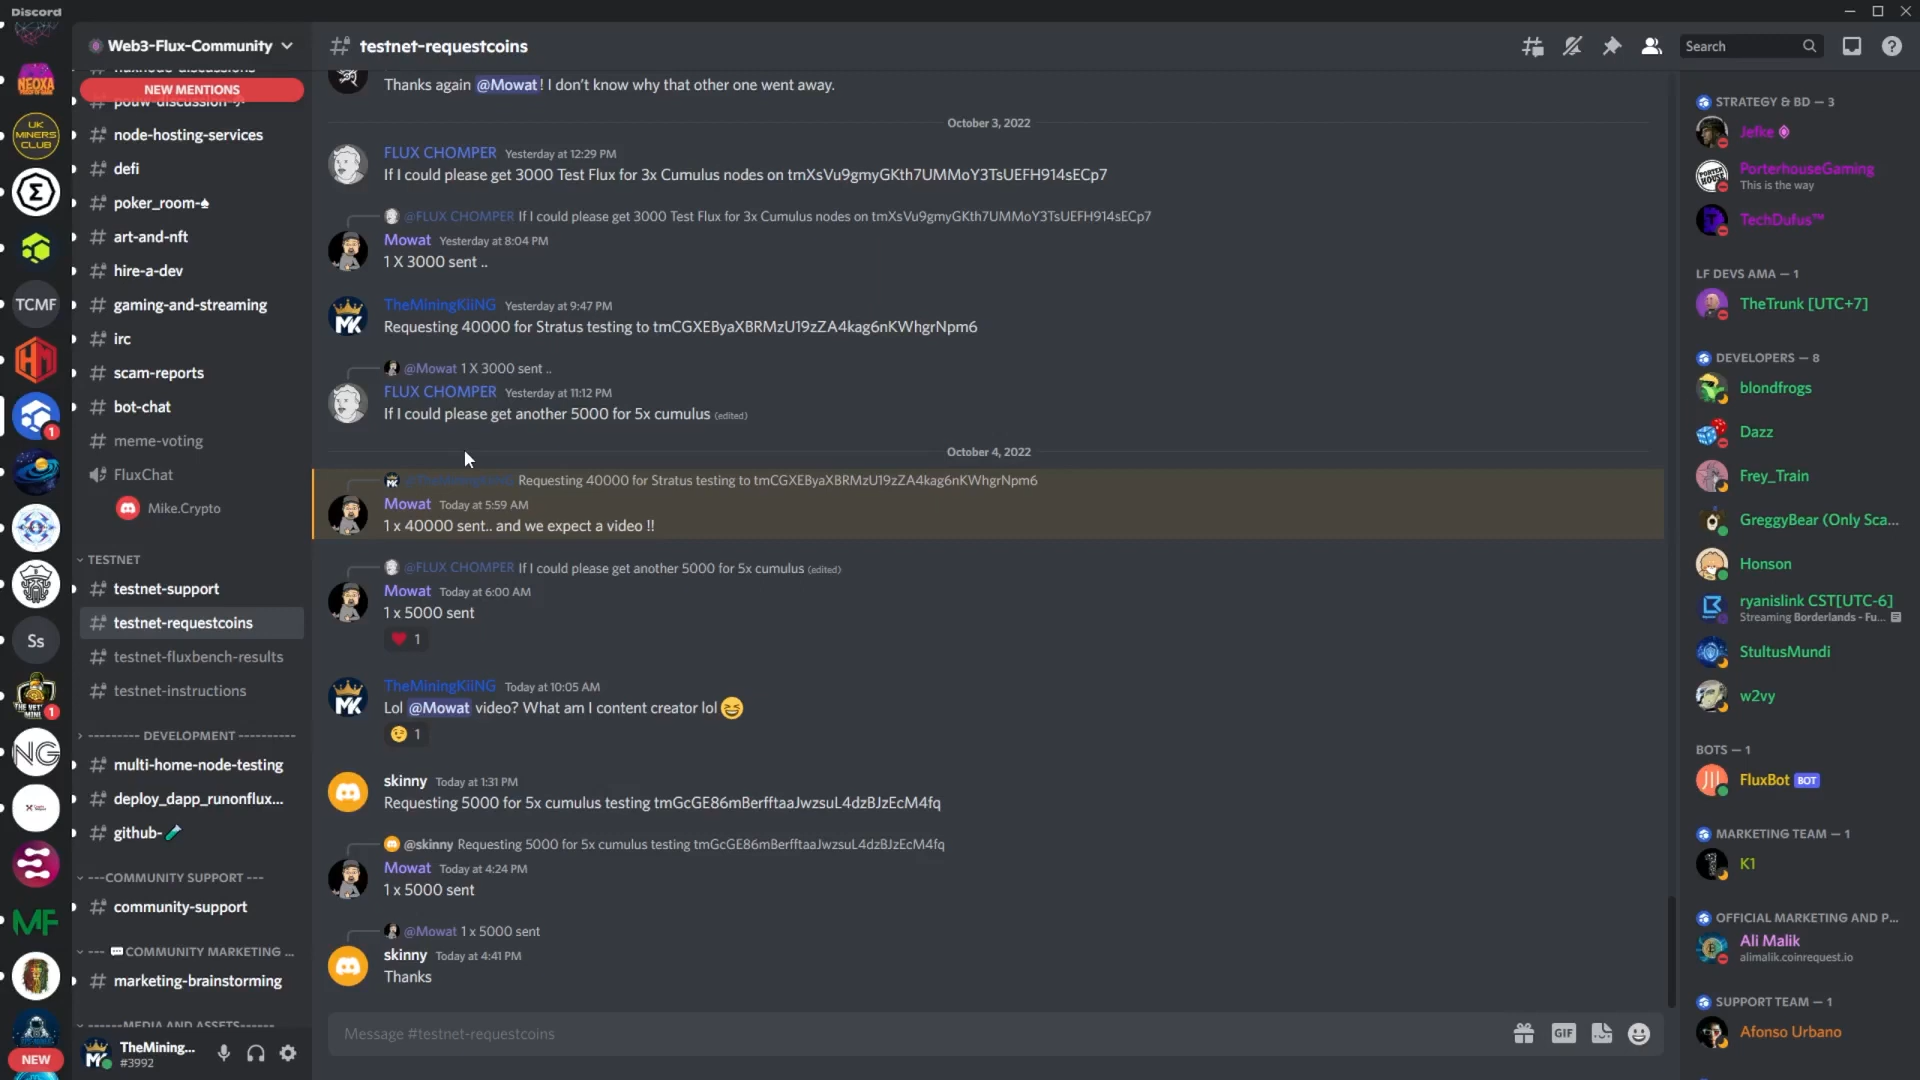 Discord
Web3-Flux-Community
testnet-requestcoins
Search
NEW MENTIONS
pouw-discussion
node-hosting-services
defi
poker_room-♠
art-and-nft
hire-a-dev
gaming-and-streaming
irc
scam-reports
bot-chat
meme-voting
FluxChat
Mike.Crypto
TESTNET
testnet-support
testnet-requestcoins
testnet-fluxbench-results
testnet-instructions
--------- DEVELOPMENT----------
multi-home-node-testing
deploy_dapp_runonflux...
github-🧪
---COMMUNITY SUPPORT ---
community-support
--- 💬COMMUNITY MARKETING ...
marketing-brainstorming
------MEDIA AND ASSETS------
TheMining...
#3992
NEOXA
UK
MINERS
CLUB
TCMF
HM
1
Ss
1
NG
MF
NEW
Thanks again @Mowat! I don't know why that other one went away.
October 3, 2022
FLUX CHOMPER Yesterday at 12:29 PM
If I could please get 3000 Test Flux for 3x Cumulus nodes on tmXsVu9gmyGKth7UMMoY3TsUEFH914sECp7
@FLUX CHOMPER If I could please get 3000 Test Flux for 3x Cumulus nodes on tmXsVu9gmyGKth7UMMoY3TsUEFH914sECp7
Mowat Yesterday at 8:04 PM
1 X 3000 sent ..
MK
TheMiningKiiNG Yesterday at 9:47 PM
Requesting 40000 for Stratus testing to tmCGXEByaXBRMzU19zZA4kag6nKWhgrNpm6
@Mowat 1 X 3000 sent ..
FLUX CHOMPER Yesterday at 11:12 PM
If I could please get another 5000 for 5x cumulus (edited)
October 4, 2022
@TheMiningKiiNG Requesting 40000 for Stratus testing to tmCGXEByaXBRMzU19zZA4kag6nKWhgrNpm6
Mowat Today at 5:59 AM
1 x 40000 sent.. and we expect a video !!
@FLUX CHOMPER If I could please get another 5000 for 5x cumulus (edited)
Mowat Today at 6:00 AM
1 x 5000 sent
❤ 1
MK
TheMiningKiiNG Today at 10:05 AM
Lol @Mowat video? What am I content creator lol 😆
😉 1
skinny Today at 1:31 PM
Requesting 5000 for 5x cumulus testing tmGcGE86mBerfftaaJwzsuL4dzBJzEcM4fq
@skinny Requesting 5000 for 5x cumulus testing tmGcGE86mBerfftaaJwzsuL4dzBJzEcM4fq
Mowat Today at 4:24 PM
1 x 5000 sent
@Mowat 1 x 5000 sent
skinny Today at 4:41 PM
Thanks
Message #testnet-requestcoins
GIF
STRATEGY & BD — 3
Jefke
PorterhouseGaming
This is the way
TechDufus™
LF DEVS AMA — 1
TheTrunk [UTC+7]
DEVELOPERS — 8
blondfrogs
Dazz
Frey_Train
GreggyBear (Only Sca...
Honson
ryanislink CST[UTC-6]
Streaming Borderlands - Fu...
StultusMundi
w2vy
BOTS — 1
FluxBot BOT
MARKETING TEAM — 1
K1
OFFICIAL MARKETING AND P...
Ali Malik
alimalik.coinrequest.io
SUPPORT TEAM — 1
Afonso Urbano